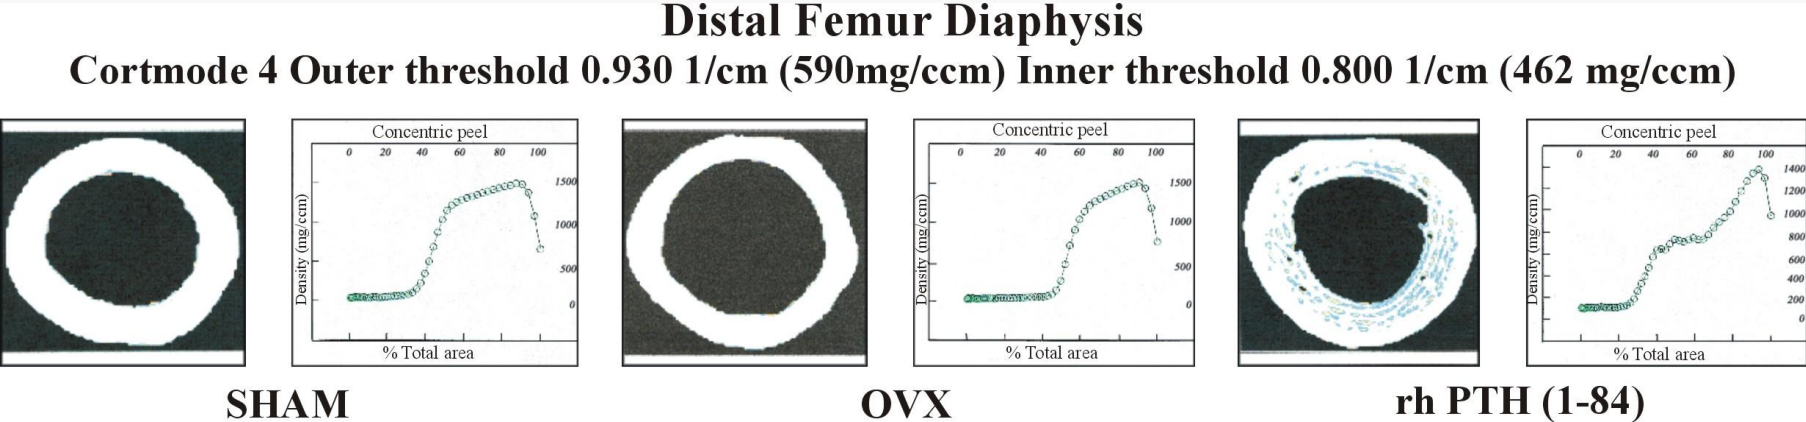 Distal Femur Diaphysis
Cortmode 4 Outer threshold 0.930 1/cm (590mg/ccm) Inner threshold 0.800 1/cm (462 mg/ccm)
Concentric peel
0 20 40 60 80 100
Density (mg/ccm)
1500
1000
500
0
% Total area
SHAM
Concentric peel
0 20 40 60 80 100
Density (mg/ccm)
1500
1000
500
0
% Total area
OVX
Concentric peel
0 20 40 60 80 100
Density (mg/ccm)
1400
1200
1000
800
600
400
200
0
% Total area
rh PTH (1-84)